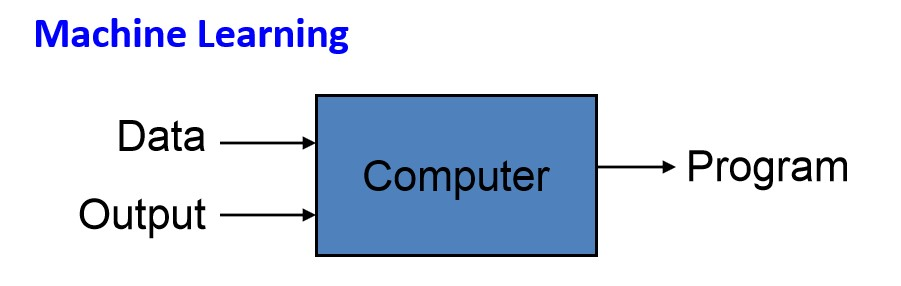 Machine Learning
Data
Output
Computer
Program